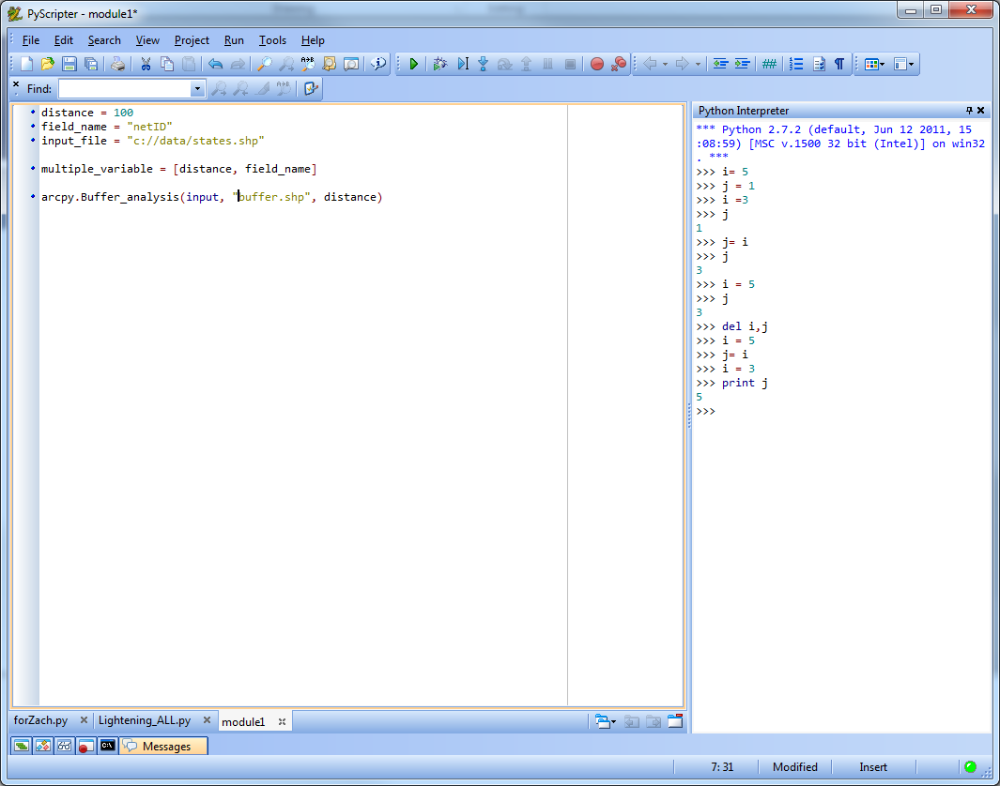 PyScripter - module1*
File Edit Search View Project Run Tools Help
Find:
distance = 100
field_name = "netID"
input_file = "c://data/states.shp"
multiple_variable = [distance, field_name]
arcpy.Buffer_analysis(input, "buffer.shp", distance)
Python Interpreter
*** Python 2.7.2 (default, Jun 12 2011, 15
:08:59) [MSC v.1500 32 bit (Intel)] on win32
. ***
>>> i= 5
>>> j = 1
>>> i =3
>>> j
1
>>> j= i
>>> j
3
>>> i = 5
>>> j
3
>>> del i,j
>>> i = 5
>>> j= i
>>> i = 3
>>> print j
5
>>>
forZach.py Lightening_ALL.py module1
Messages
7: 31 Modified Insert